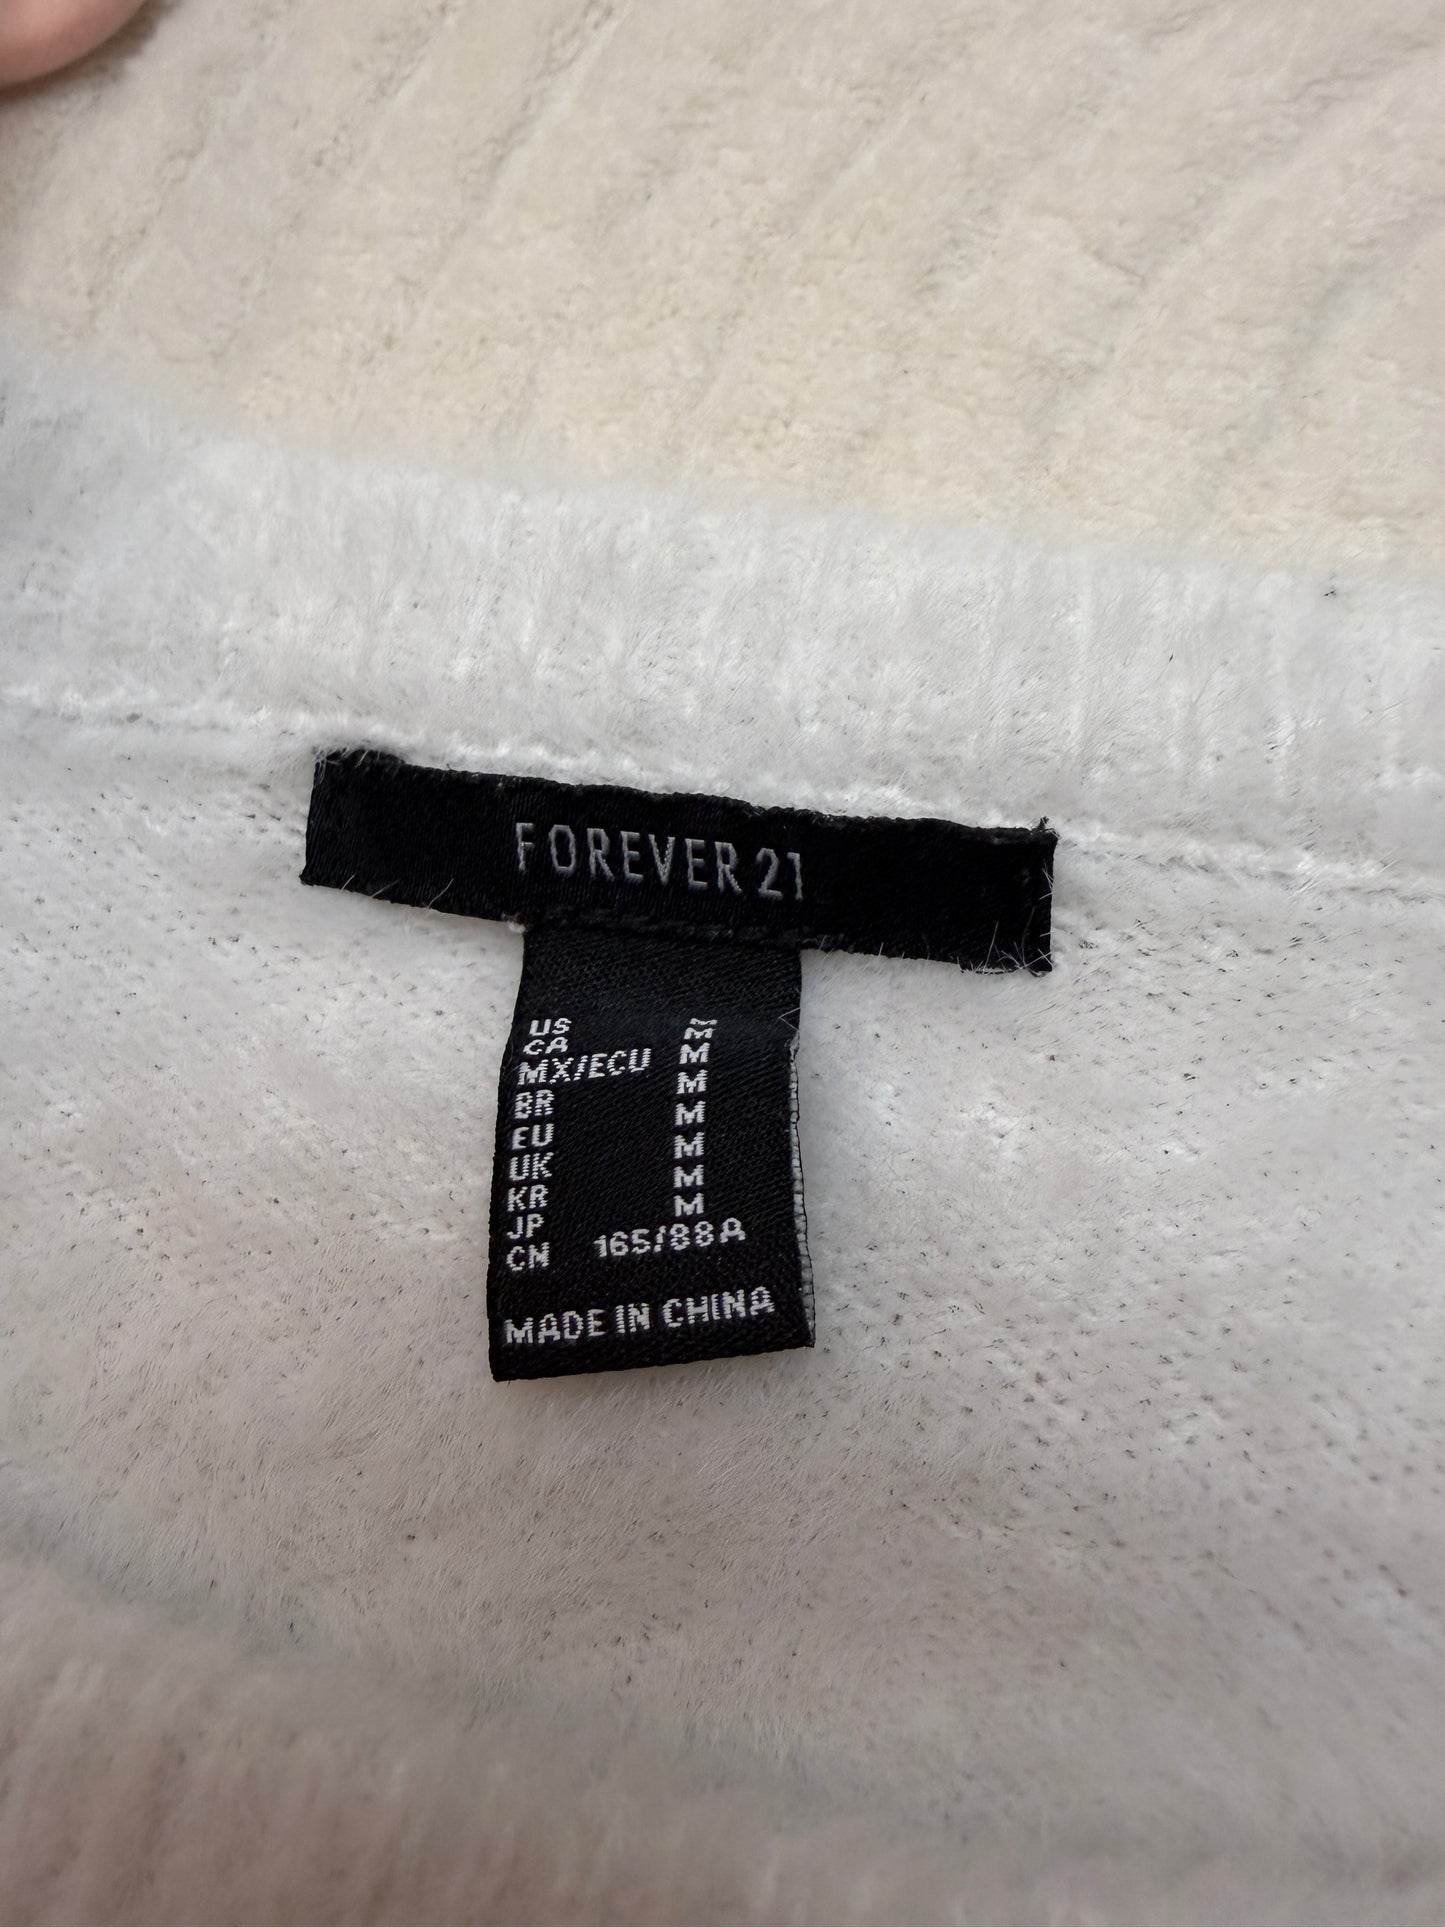 FOREVER 21
US M
CA M
MX/ECU M
BR M
EU M
UK M
KR M
JP M
CN 165/88A
MADE IN CHINA